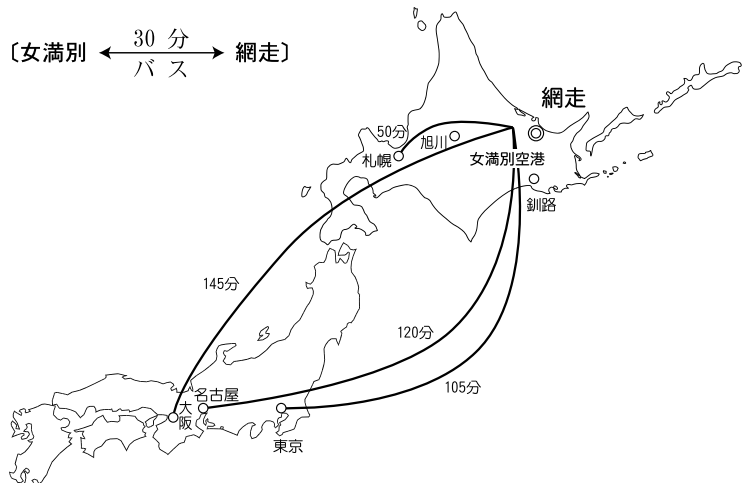 〔女満別 30 分 網走〕
バ ス
網走
50分
旭川
札幌
女満別空港
釧路
145分
120分
105分
名古屋
大阪
東京